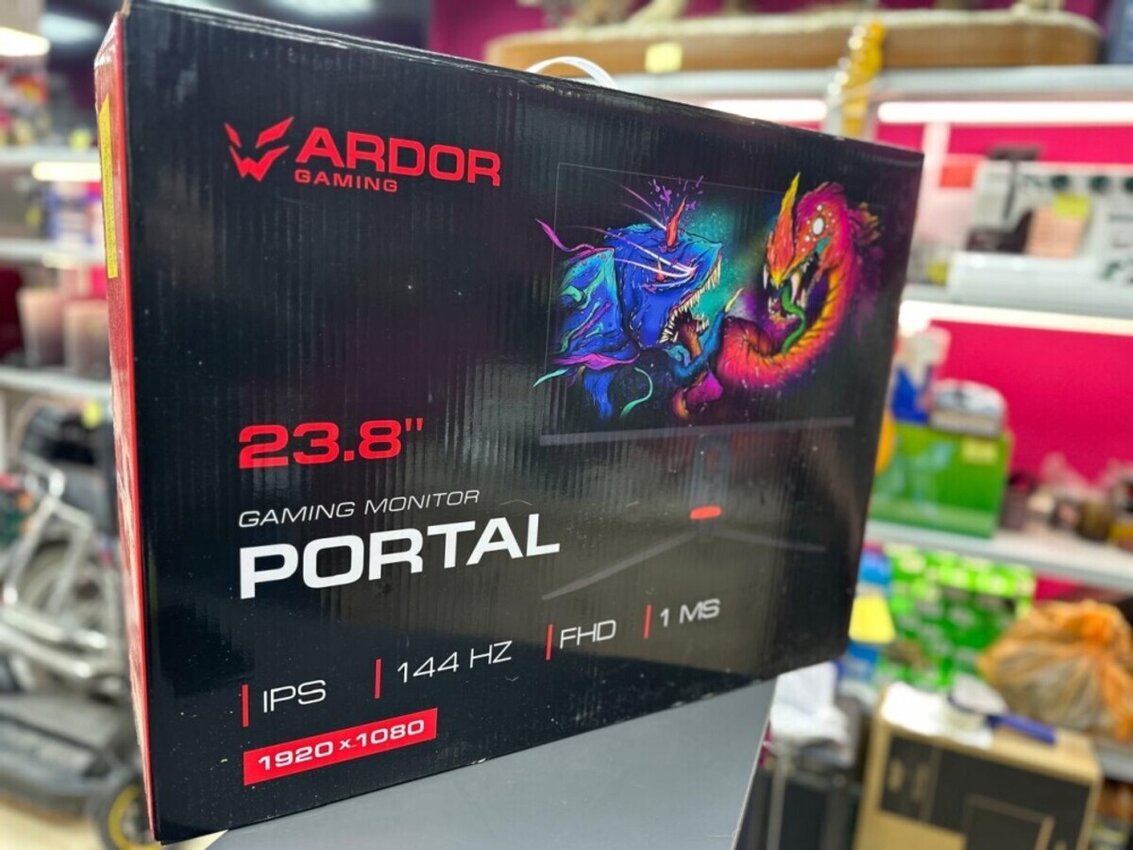 ARDOR
GAMING
23.8"
GAMING MONITOR
PORTAL
IPS
144 HZ
FHD
1 MS
1920 x 1080